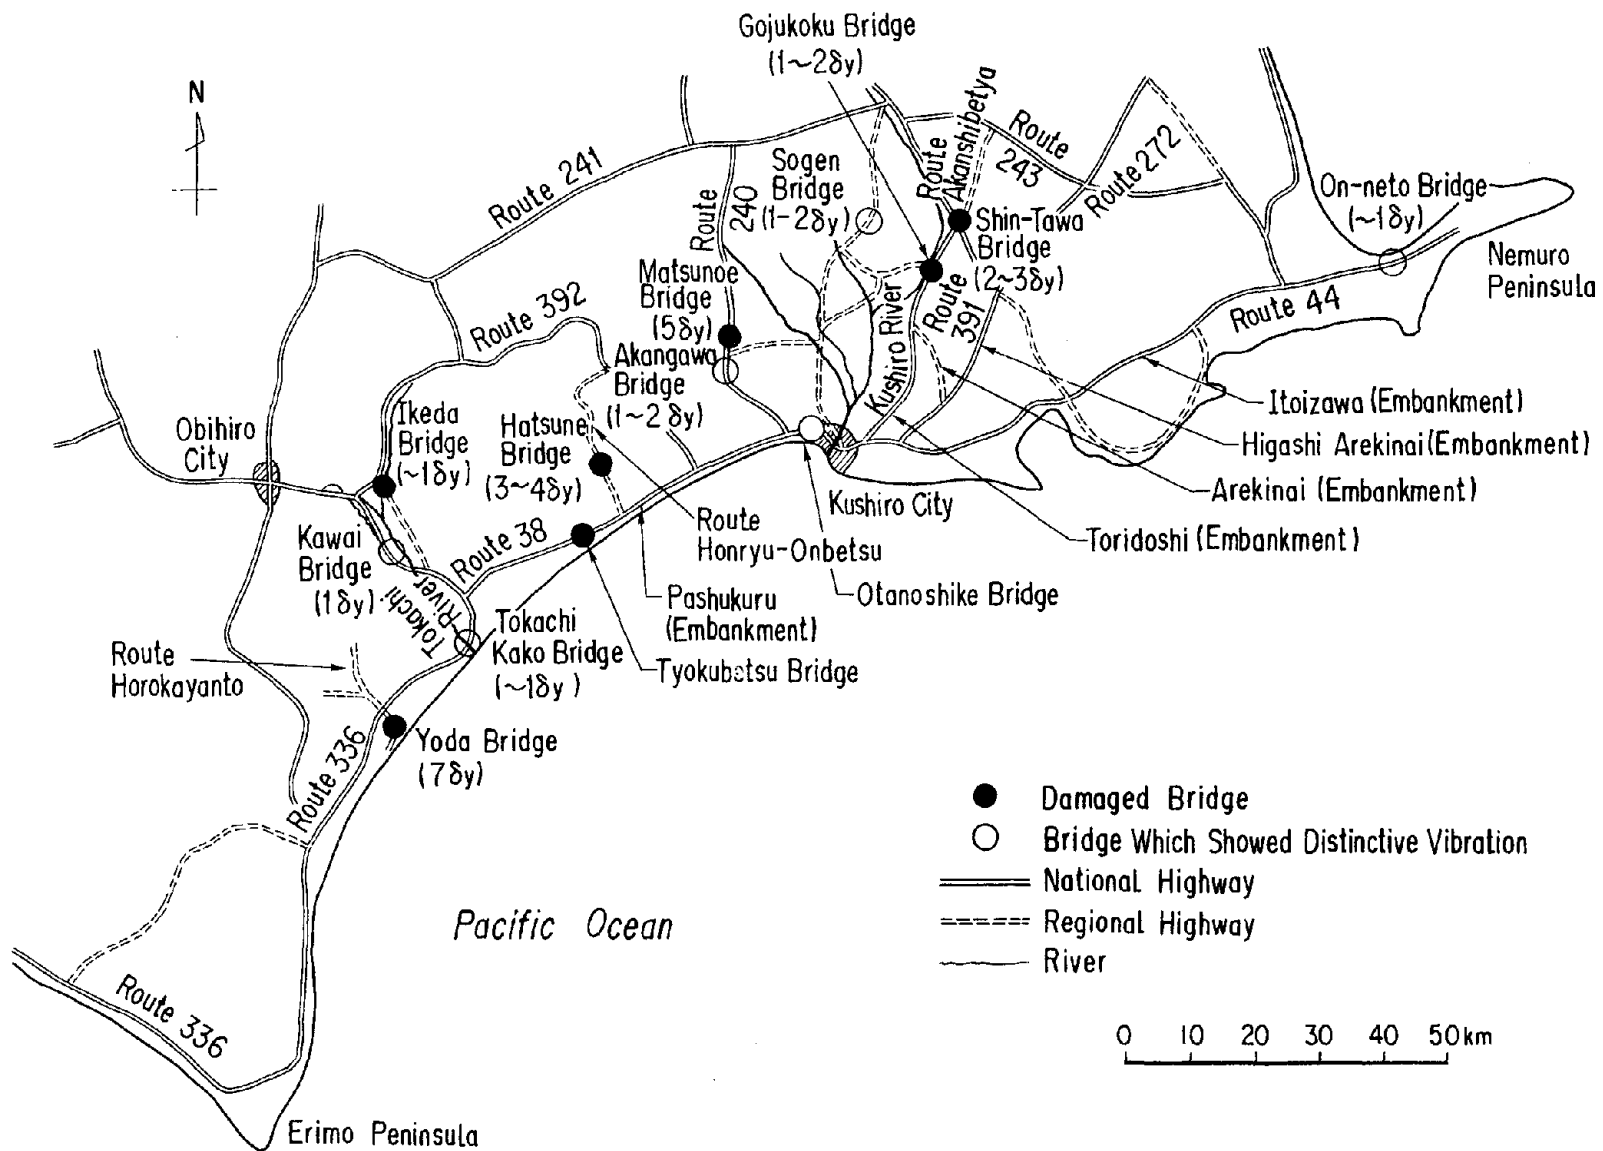 Gojukoku Bridge
(1~2δy)
N
Route 241
Route 240
Sogen
Bridge
(1-2δy)
Route Akanshibetya
Route 243
Route 272
On-neto Bridge
(~1δy)
Nemuro
Peninsula
Shin-Tawa
Bridge
(2~3δy)
Matsunoe
Bridge
(5δy)
Route 392
Akangawa
Bridge
(1~2δy)
Kushiro River
Route 391
Route 44
Itoizawa (Embankment)
Higashi Arekinai (Embankment)
Arekinai (Embankment)
Toridoshi (Embankment)
Obihiro
City
Ikeda
Bridge
(~1δy)
Hatsune
Bridge
(3~4δy)
Kushiro City
Route
Honryu-Onbetsu
Otanoshike Bridge
Kawai
Bridge
(1δy)
Route 38
Tokachi River
Pashukuru
(Embankment)
Tyokubetsu Bridge
Tokachi
Kako Bridge
(~1δy)
Route
Horokayanto
Yoda Bridge
(7δy)
Route 336
Damaged Bridge
Bridge Which Showed Distinctive Vibration
National Highway
Regional Highway
River
Pacific Ocean
Route 336
0 10 20 30 40 50km
Erimo Peninsula